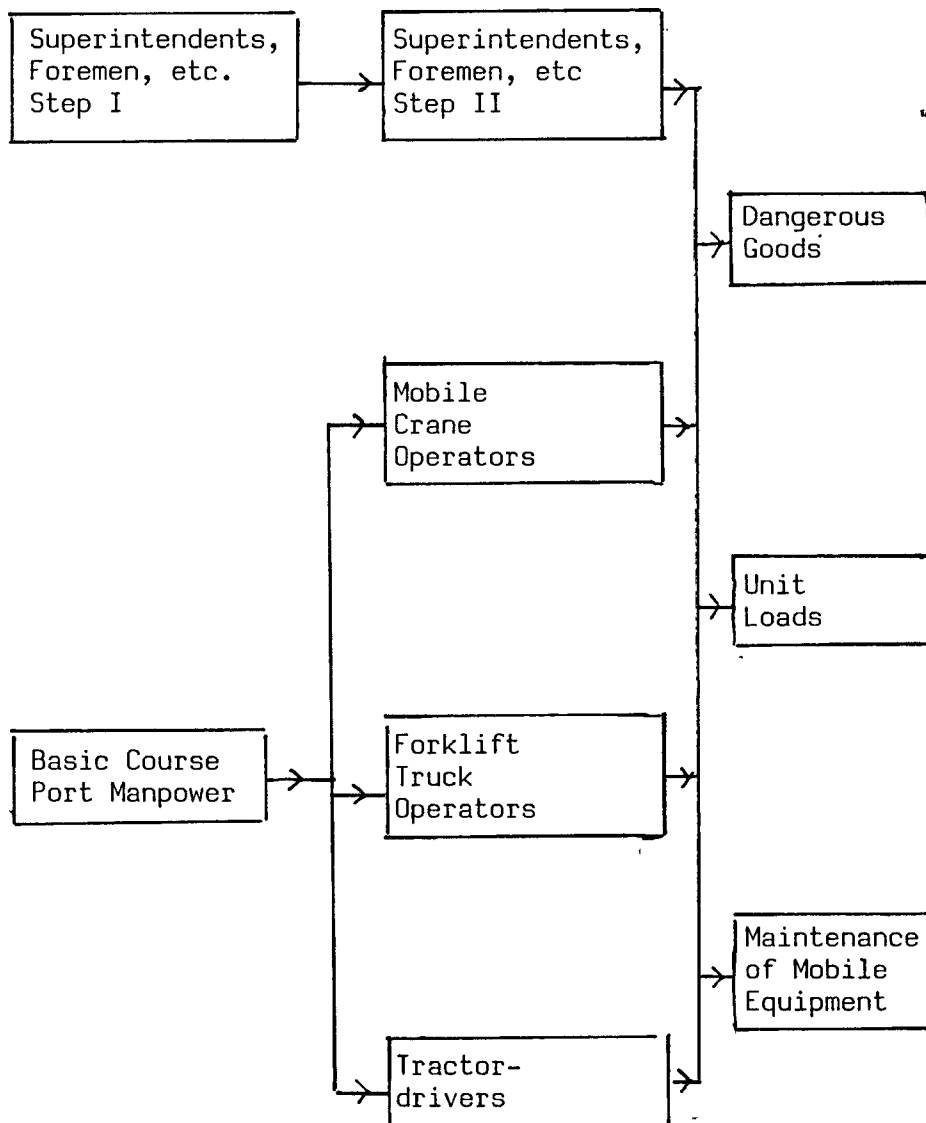 Superintendents,
Foremen, etc.
Step I
Superintendents,
Foremen, etc
Step II
Dangerous
Goods
Mobile
Crane
Operators
Unit
Loads
Basic Course
Port Manpower
Forklift
Truck
Operators
Maintenance
of Mobile
Equipment
Tractor-
drivers